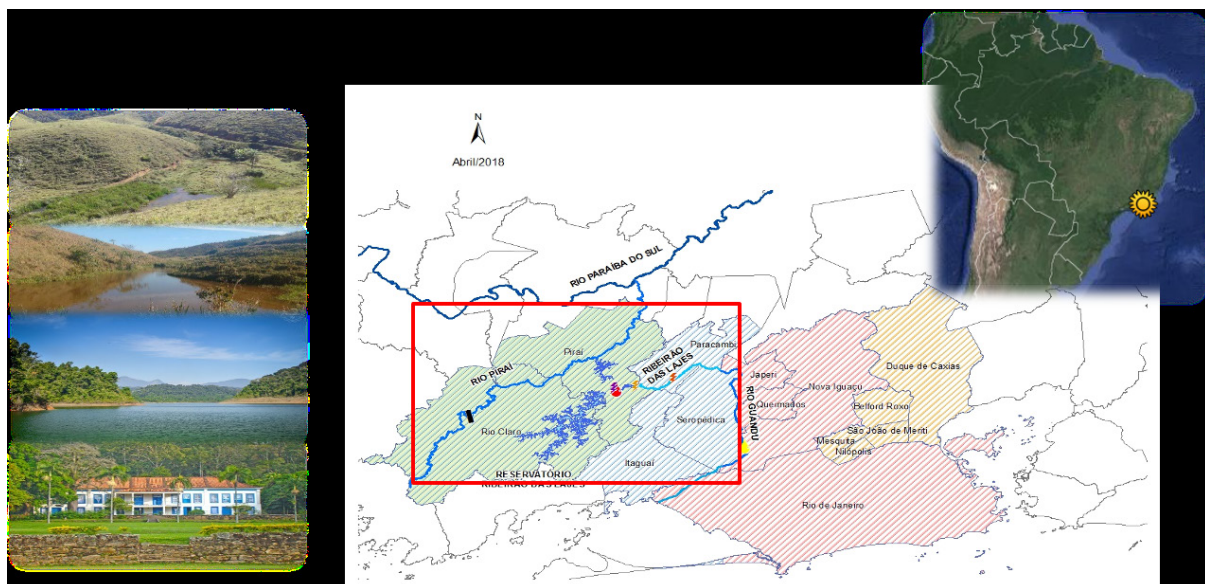 N
Abril/2018
RIO PARAÍBA DO SUL
Piraí
RIO PIRAÍ
RIBEIRÃO
DAS LAJES
Paracambi
Japeri
Queimados
Nova Iguaçu
Duque de Caxias
RIO GUANDU
Belford Roxo
São João de Meriti
Mesquita
Nilópolis
Seropédica
Rio Claro
Itaguaí
RESERVATÓRIO
RIBEIRÃO DAS LAJES
Rio de Janeiro